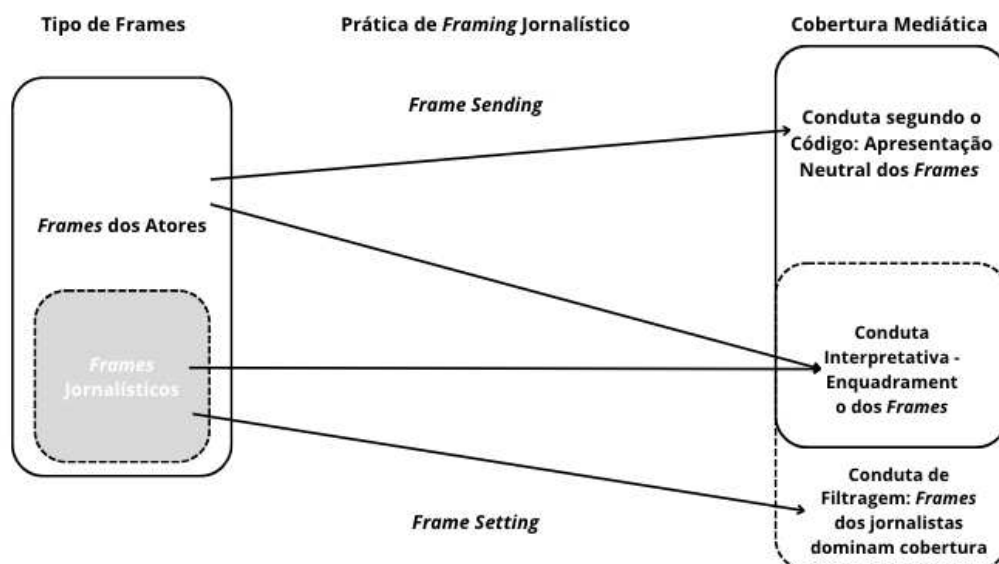 Tipo de Frames
Prática de Framing Jornalístico
Cobertura Mediática
Frame Sending
Frames dos Atores
Frames
Jornalísticos
Conduta segundo o
Código: Apresentação
Neutral dos Frames
Conduta
Interpretativa -
Enquadrament
o dos Frames
Conduta de
Filtragem: Frames
dos jornalistas
dominam cobertura
Frame Setting